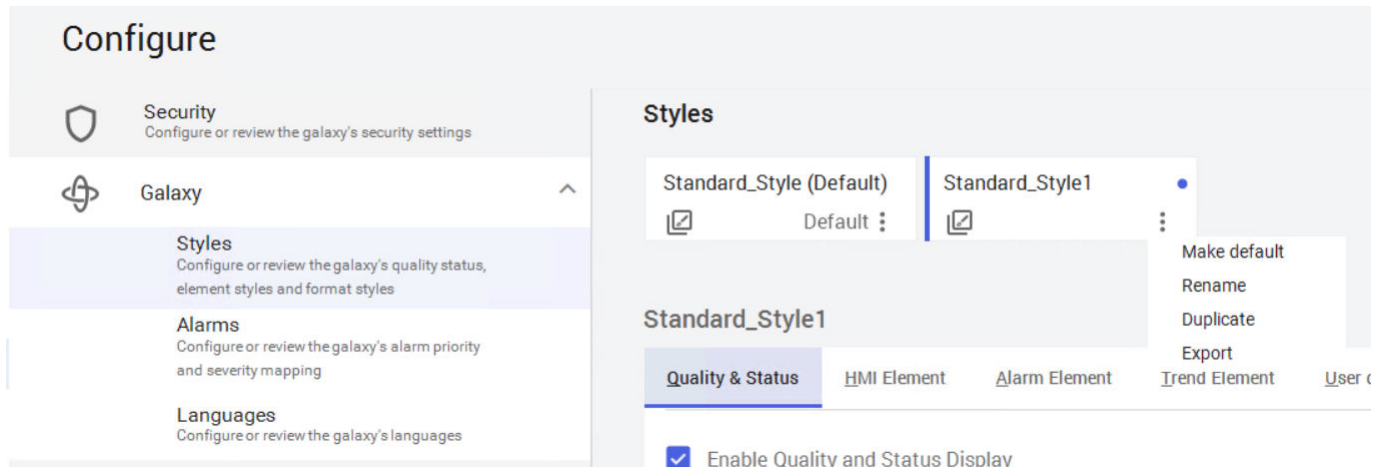 Configure
Security
Configure or review the galaxy's security settings
Galaxy
Styles
Configure or review the galaxy's quality status,
element styles and format styles
Alarms
Configure or review the galaxy's alarm priority
and severity mapping
Languages
Configure or review the galaxy's languages
Styles
Standard_Style (Default)
Default
Standard_Style1
Make default
Rename
Duplicate
Export
Standard_Style1
Quality & Status
HMI Element
Alarm Element
Trend Element
User
Enable Quality and Status Display